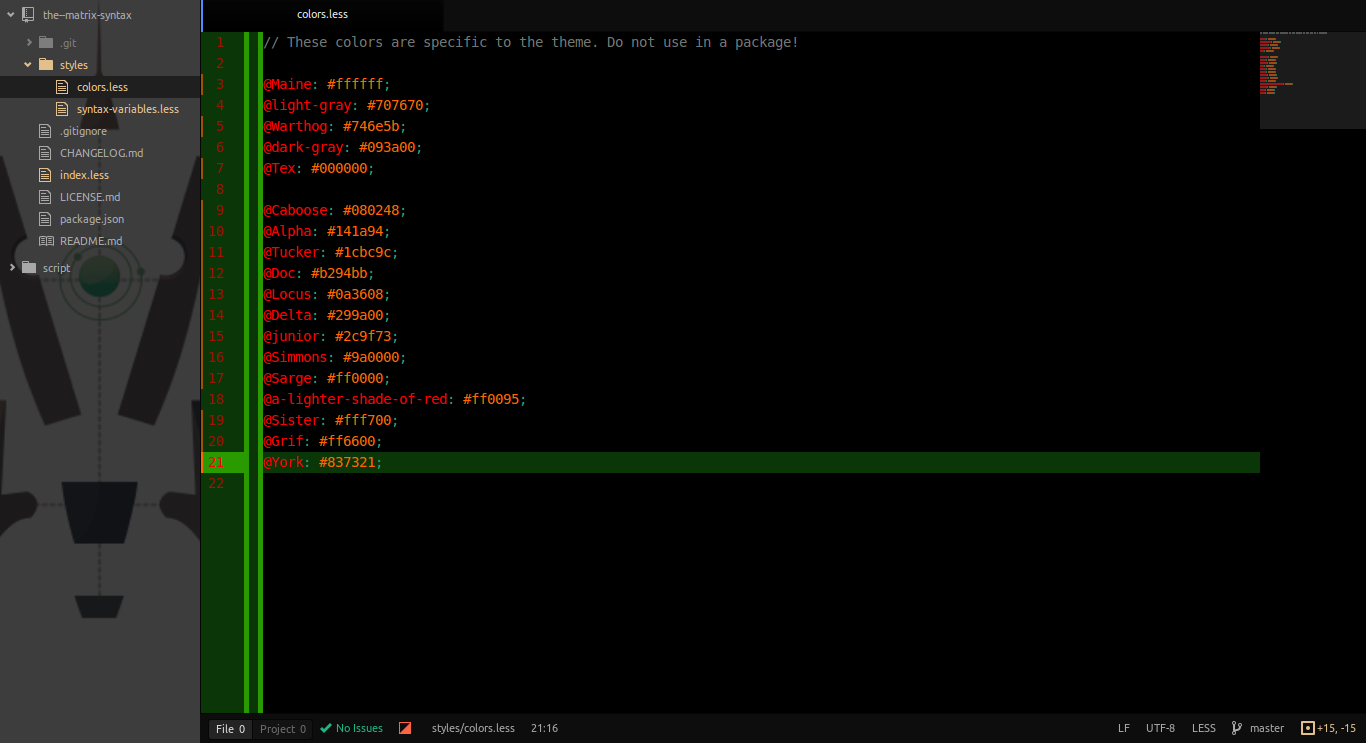 the--matrix-syntax
.git
styles
colors.less
syntax-variables.less
.gitignore
CHANGELOG.md
index.less
LICENSE.md
package.json
README.md
script
colors.less
1 // These colors are specific to the theme. Do not use in a package!
2
3 @Maine: #ffffff;
4 @light-gray: #707670;
5 @Warthog: #746e5b;
6 @dark-gray: #093a00;
7 @Tex: #000000;
8
9 @Caboose: #080248;
10 @Alpha: #141a94;
11 @Tucker: #1cbc9c;
12 @Doc: #b294bb;
13 @Locus: #0a3608;
14 @Delta: #299a00;
15 @junior: #2c9f73;
16 @Simmons: #9a0000;
17 @Sarge: #ff0000;
18 @a-lighter-shade-of-red: #ff0095;
19 @Sister: #fff700;
20 @Grif: #ff6600;
21 @York: #837321;
22
File 0 Project 0 No Issues styles/colors.less 21:16 LF UTF-8 LESS master +15, -15